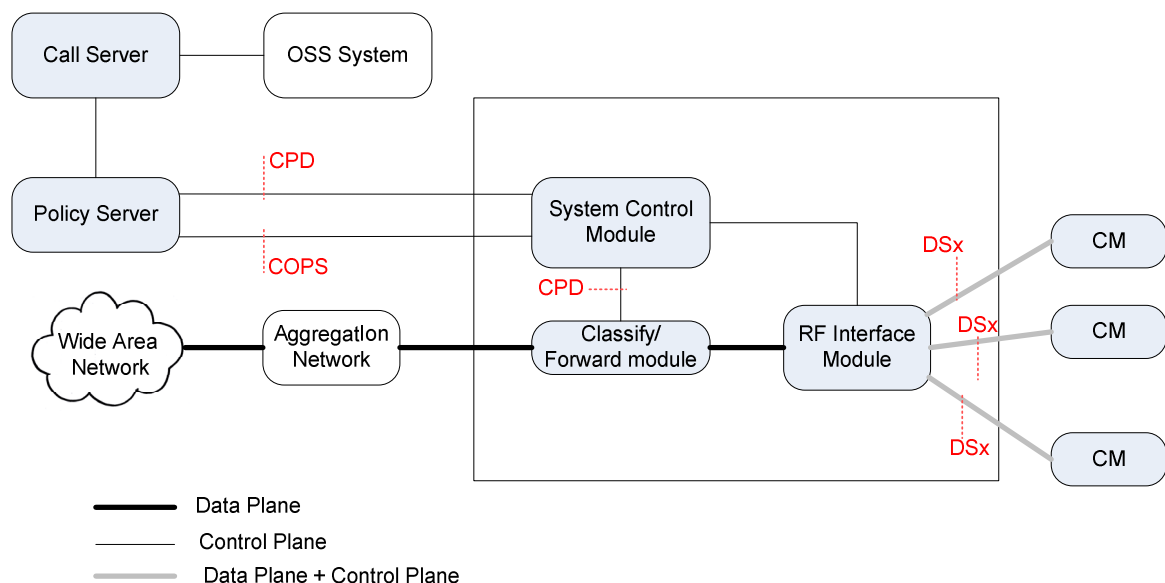 Call Server
OSS System
CPD
Policy Server
COPS
System Control
Module
CPD
DSx
CM
Wide Area
Network
Aggregation
Network
Classify/
Forward module
RF Interface
Module
DSx
CM
DSx
CM
Data Plane
Control Plane
Data Plane + Control Plane